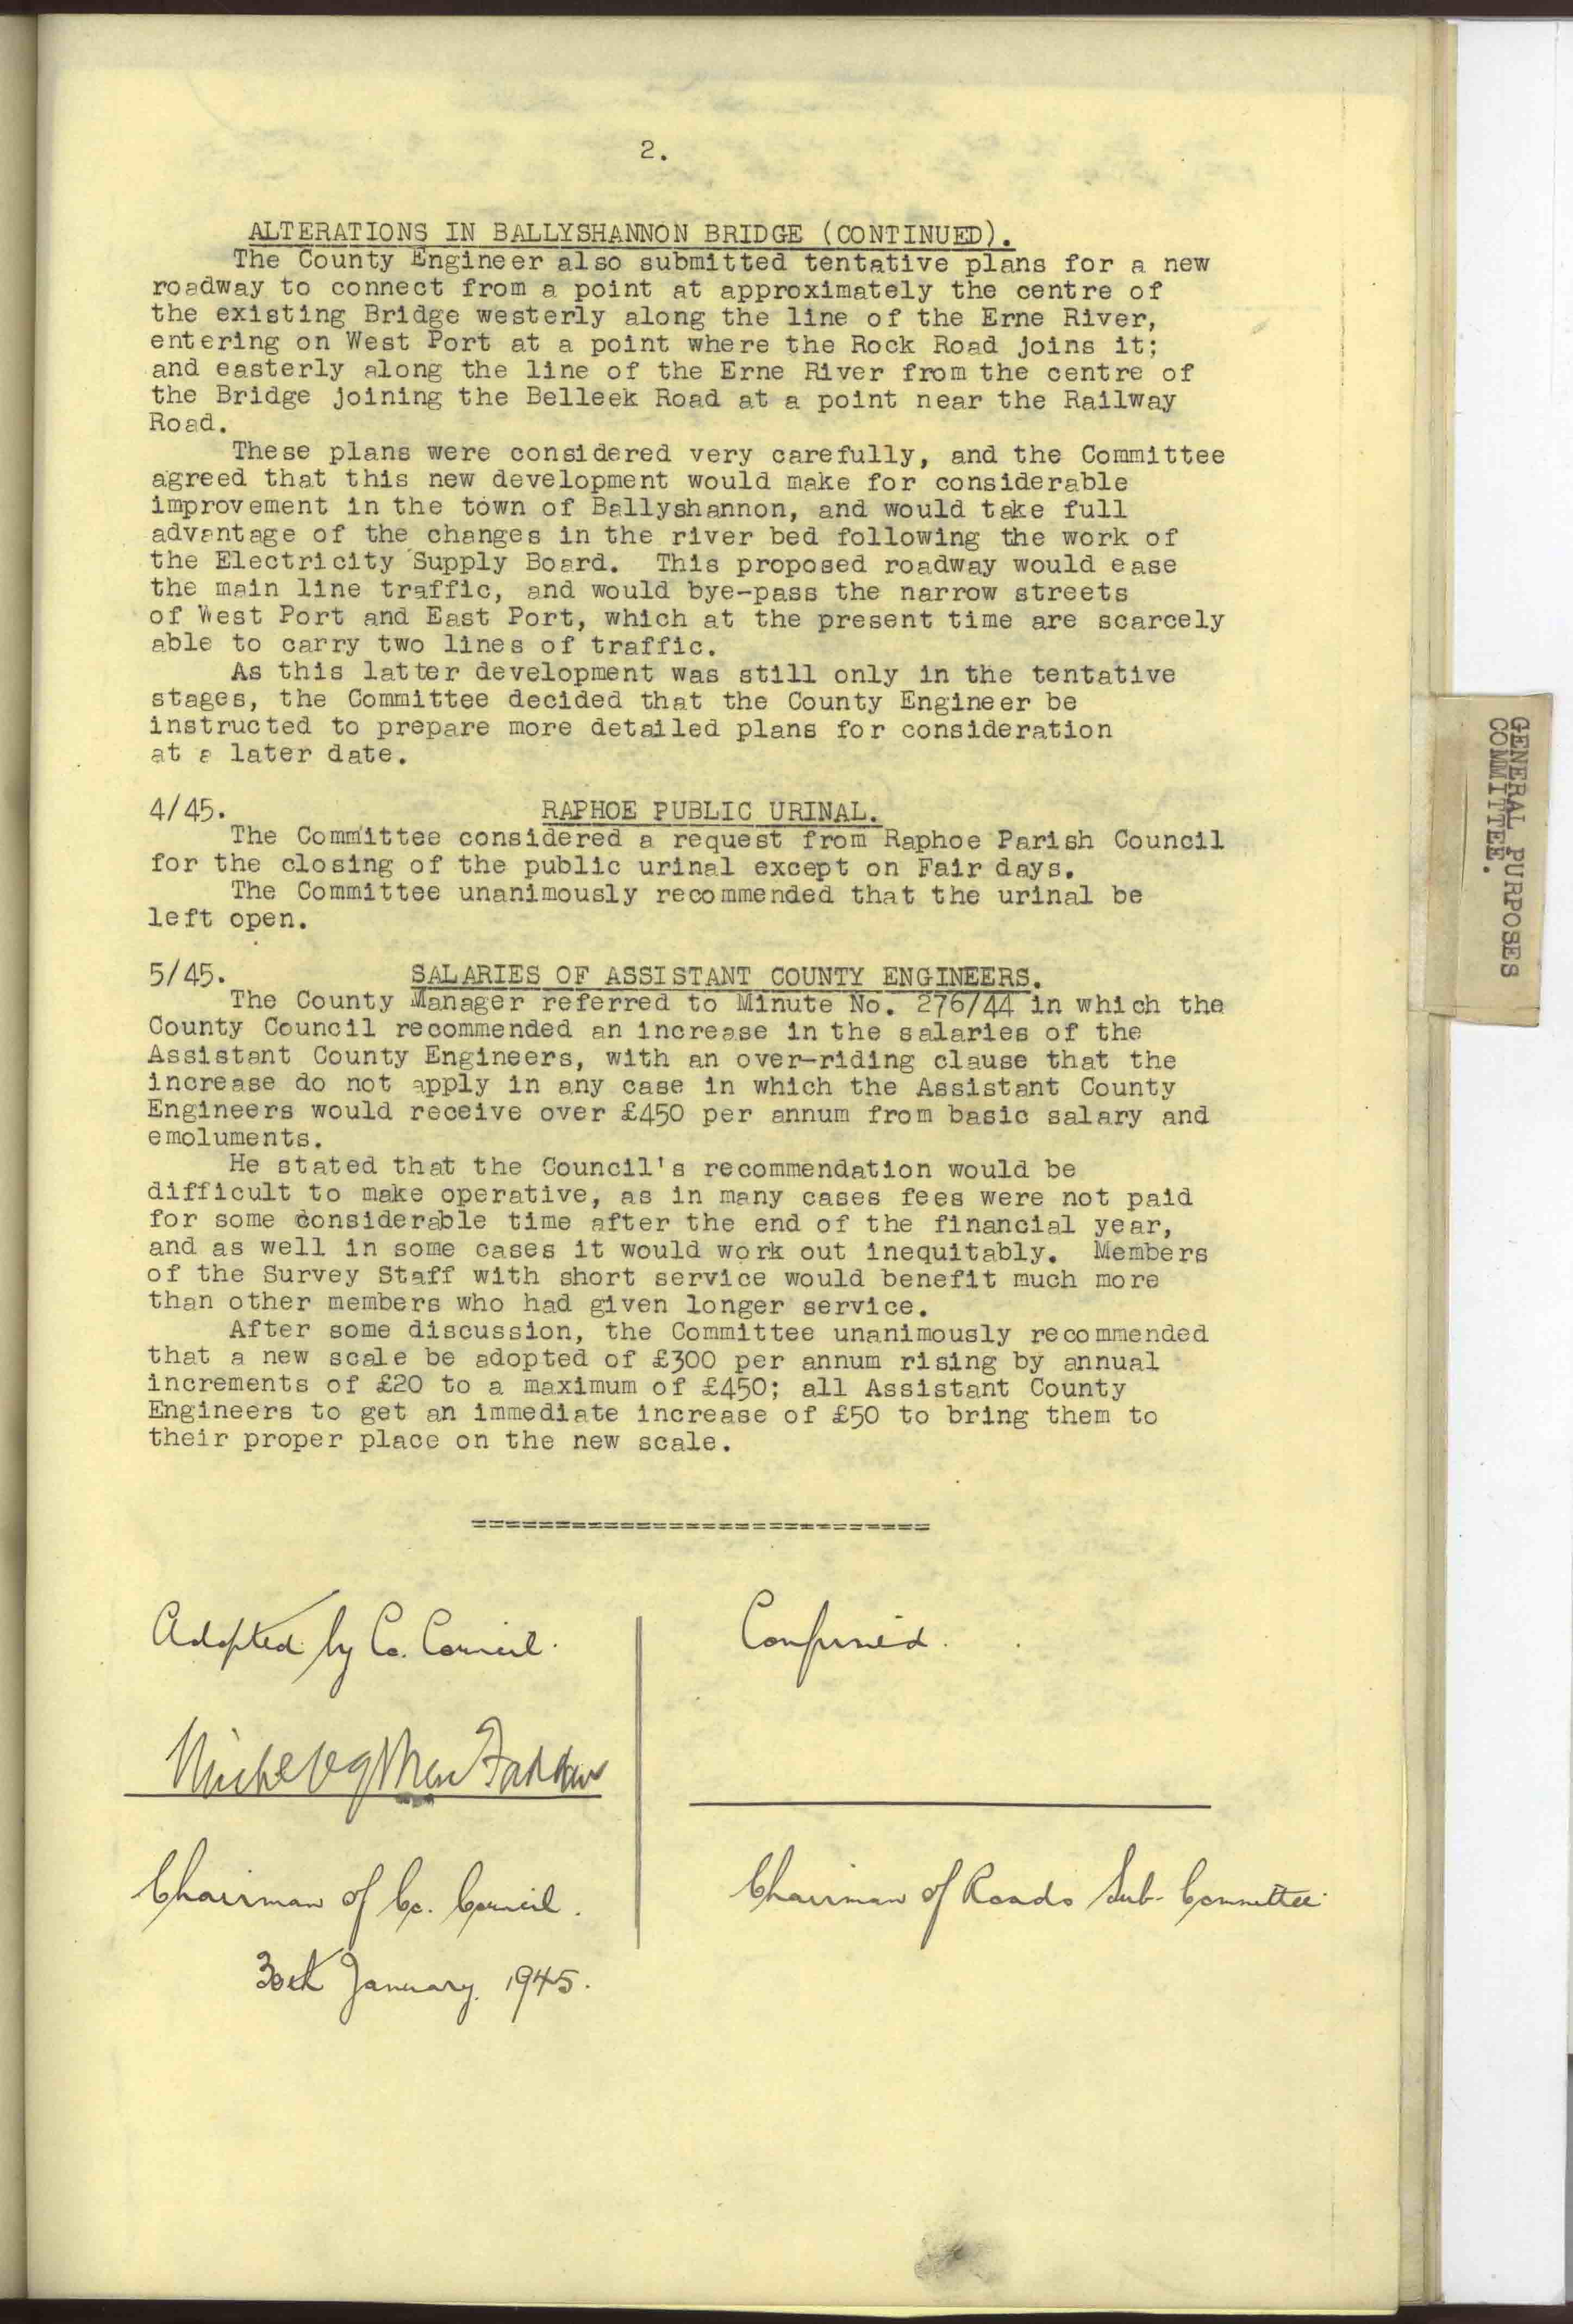 2.
ALTERATIONS IN BALLYSHANNON BRIDGE (CONTINUED).
The County Engineer also submitted tentative plans for a new
roadway to connect from a point at approximately the centre of
the existing Bridge westerly along the line of the Erne River,
entering on West Port at a point where the Rock Road joins it;
and easterly along the line of the Erne River from the centre of
the Bridge joining the Belleek Road at a point near the Railway
Road.
These plans were considered very carefully, and the Committee
agreed that this new development would make for considerable
improvement in the town of Ballyshannon, and would take full
advantage of the changes in the river bed following the work of
the Electricity Supply Board. This proposed roadway would ease
the main line traffic, and would bye-pass the narrow streets
of West Port and East Port, which at the present time are scarcely
able to carry two lines of traffic.
As this latter development was still only in the tentative
stages, the Committee decided that the County Engineer be
instructed to prepare more detailed plans for consideration
at a later date.
4/45. RAPHOE PUBLIC URINAL.
The Committee considered a request from Raphoe Parish Council
for the closing of the public urinal except on Fair days.
The Committee unanimously recommended that the urinal be
left open.
5/45. SALARIES OF ASSISTANT COUNTY ENGINEERS.
The County Manager referred to Minute No. 276/44 in which the
County Council recommended an increase in the salaries of the
Assistant County Engineers, with an over-riding clause that the
increase do not apply in any case in which the Assistant County
Engineers would receive over £450 per annum from basic salary and
emoluments.
He stated that the Council's recommendation would be
difficult to make operative, as in many cases fees were not paid
for some considerable time after the end of the financial year,
and as well in some cases it would work out inequitably. Members
of the Survey Staff with short service would benefit much more
than other members who had given longer service.
After some discussion, the Committee unanimously recommended
that a new scale be adopted of £300 per annum rising by annual
increments of £20 to a maximum of £450; all Assistant County
Engineers to get an immediate increase of £50 to bring them to
their proper place on the new scale.
============================
Adopted by Co. Council.
Chairman of Co. Council.
30th January 1945.
Confirmed.
Chairman of Roads Sub-Committee
GENERAL PURPOSES
COMMITTEE.